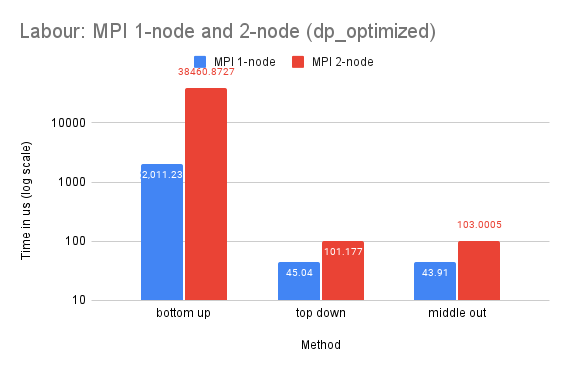 Labour: MPI 1-node and 2-node (dp_optimized)
MPI 1-node MPI 2-node
38460.8727
10000
2,011.23
1000
103.0005
100
101.177
45.04
43.91
10
Time in us (log scale)
bottom up top down middle out
Method